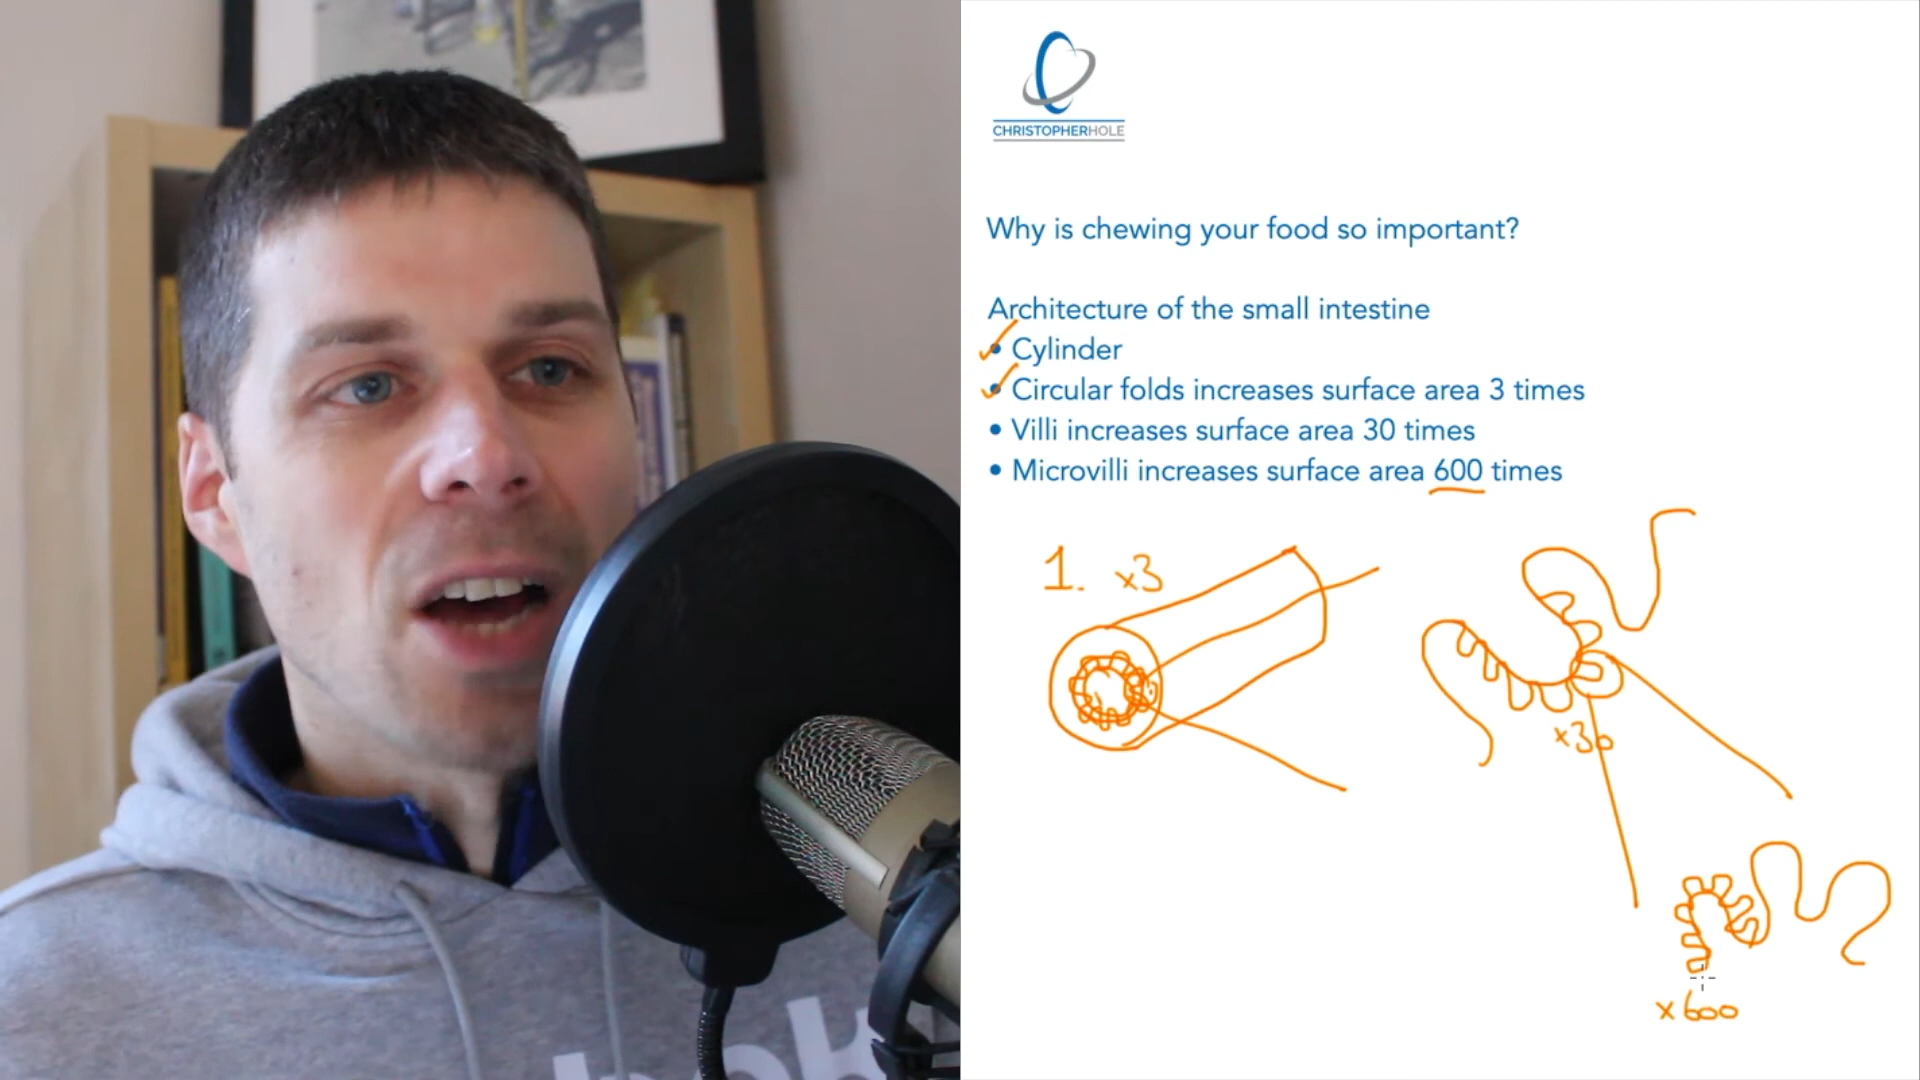 CHRISTOPHERHOLE
Why is chewing your food so important?
Architecture of the small intestine
• Cylinder
• Circular folds increases surface area 3 times
• Villi increases surface area 30 times
• Microvilli increases surface area 600 times
1. x3
x30
x600